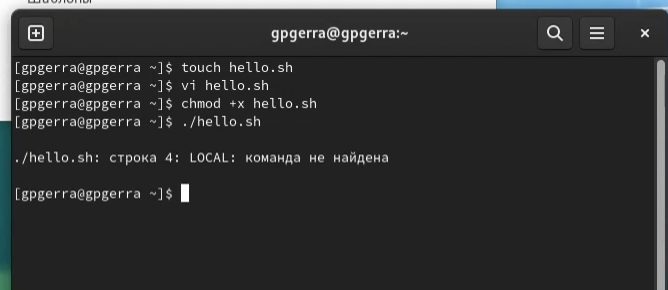 Шаблоны
gpgerra@gpgerra:~
[gpgerra@gpgerra ~]$ touch hello.sh
[gpgerra@gpgerra ~]$ vi hello.sh
[gpgerra@gpgerra ~]$ chmod +x hello.sh
[gpgerra@gpgerra ~]$ ./hello.sh
./hello.sh: строка 4: LOCAL: команда не найдена
[gpgerra@gpgerra ~]$